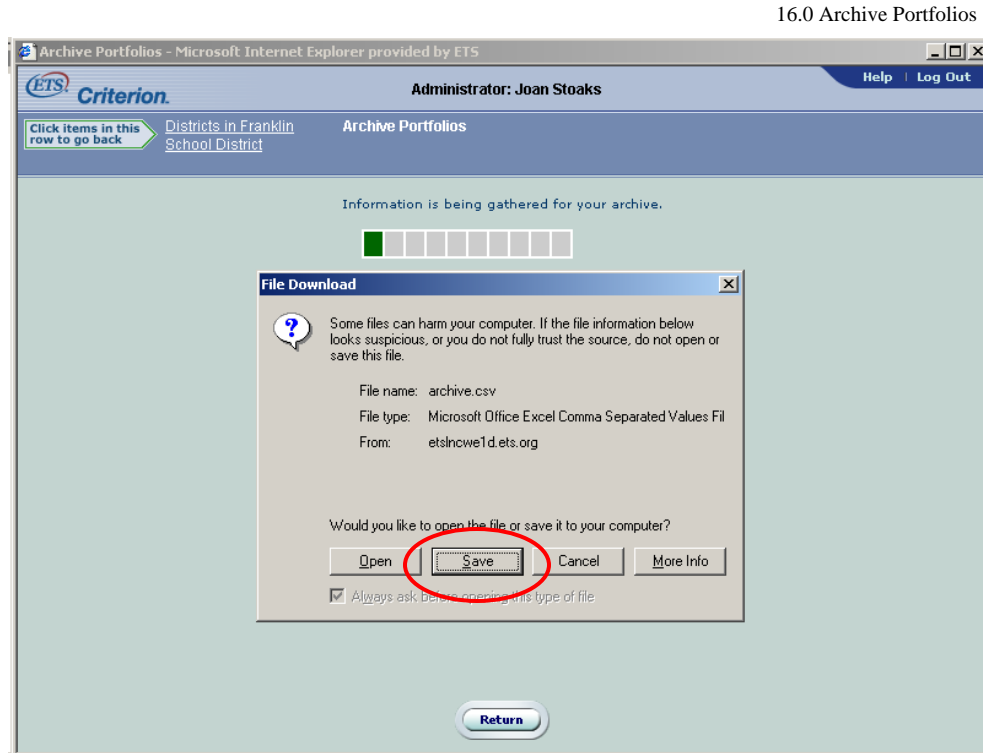 16.0 Archive Portfolios
Archive Portfolios - Microsoft Internet Explorer provided by ETS
ETS Criterion.
Administrator: Joan Stoaks
Help | Log Out
Click items in this
row to go back
Districts in Franklin
School District
Archive Portfolios
Information is being gathered for your archive.
File Download
Some files can harm your computer. If the file information below
looks suspicious, or you do not fully trust the source, do not open or
save this file.
File name: archive.csv
File type: Microsoft Office Excel Comma Separated Values Fil
From: etslncwe1d.ets.org
Would you like to open the file or save it to your computer?
Open Save Cancel More Info
Always ask before opening this type of file
Return